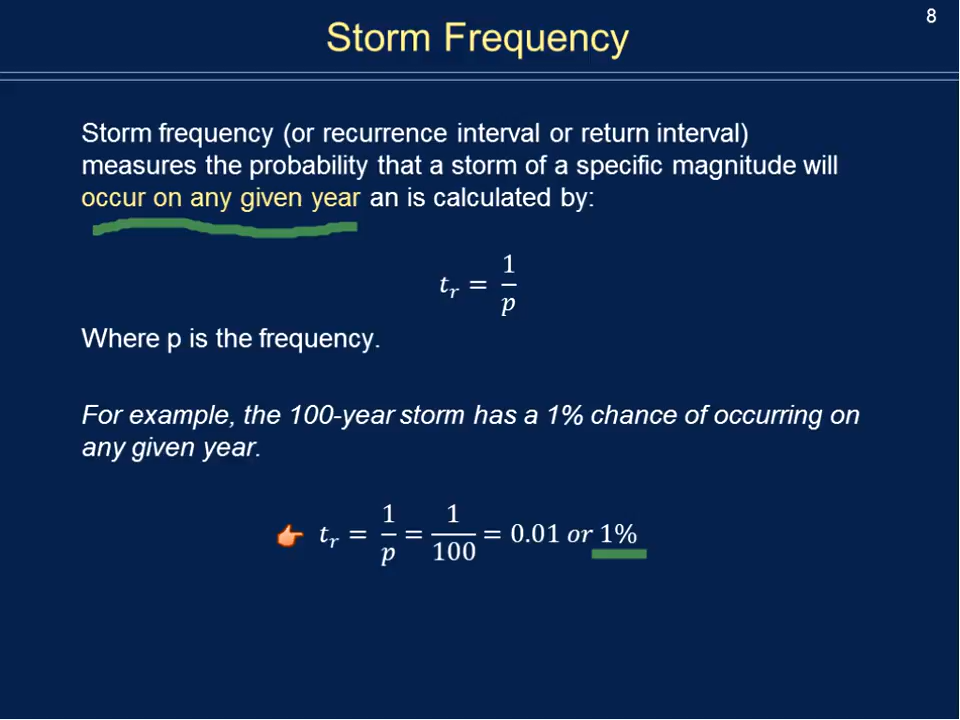 8
Storm Frequency
Storm frequency (or recurrence interval or return interval)
measures the probability that a storm of a specific magnitude will
occur on any given year an is calculated by:
t_r = 1/p
Where p is the frequency.
For example, the 100-year storm has a 1% chance of occurring on
any given year.
t_r = 1/p = 1/100 = 0.01 or 1%